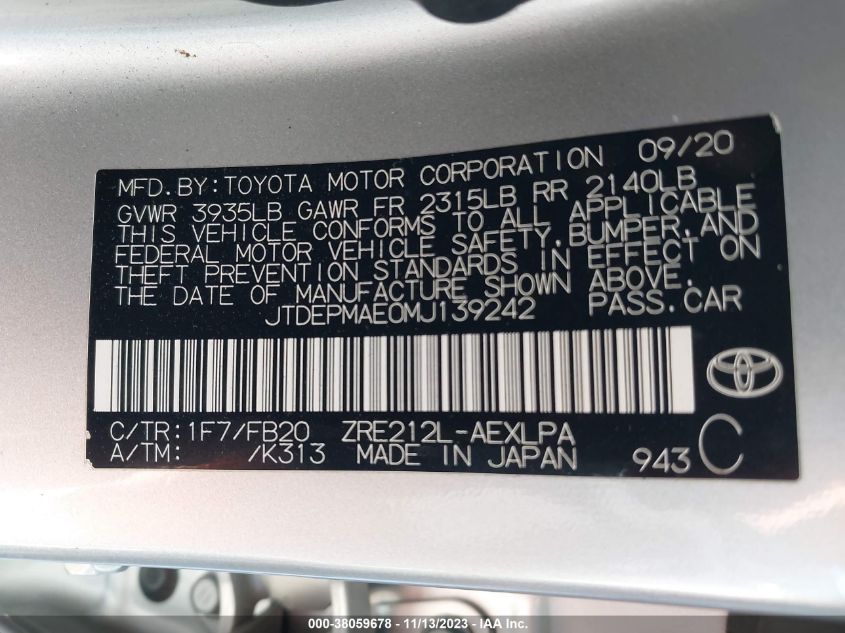 MFD. BY: TOYOTA MOTOR CORPORATION 09/20
GVWR 3935LB GAWR FR 2315LB RR 2140LB
THIS VEHICLE CONFORMS TO ALL APPLICABLE
FEDERAL MOTOR VEHICLE SAFETY, BUMPER, AND
THEFT PREVENTION STANDARDS IN EFFECT ON
THE DATE OF MANUFACTURE SHOWN ABOVE.
JTDEPMAE0MJ139242 PASS. CAR
C/TR: 1F7/FB20 ZRE212L-AEXLPA
A/TM: /K313 MADE IN JAPAN 943 C
000-38059678 - 11/13/2023 - IAA Inc.